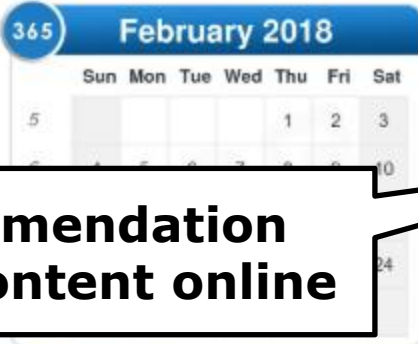 365
February 2018
Sun Mon Tue Wed Thu Fri Sat
5 1 2 3
10
mendation
ontent online
24